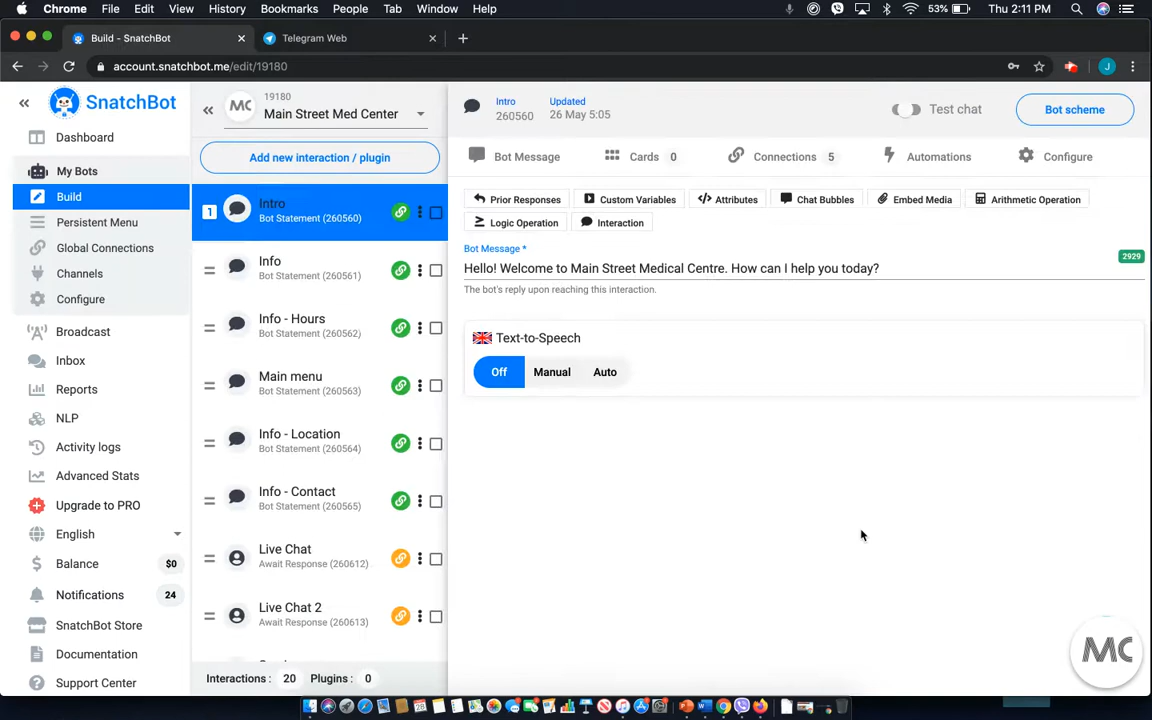 Chrome File Edit View History Bookmarks People Tab Window Help 53% Thu 2:11 PM
Build - SnatchBot Telegram Web
account.snatchbot.me/edit/19180 J
SnatchBot
Dashboard
My Bots
Build
Persistent Menu
Global Connections
Channels
Configure
Broadcast
Inbox
Reports
NLP
Activity logs
Advanced Stats
Upgrade to PRO
English
Balance $0
Notifications 24
SnatchBot Store
Documentation
Support Center
MC
19180
Main Street Med Center
Add new interaction / plugin
1
Intro
Bot Statement (260560)
Info
Bot Statement (260561)
Info - Hours
Bot Statement (260562)
Main menu
Bot Statement (260563)
Info - Location
Bot Statement (260564)
Info - Contact
Bot Statement (260565)
Live Chat
Await Response (260612)
Live Chat 2
Await Response (260613)
Interactions : 20 Plugins : 0
Intro
260560
Updated
26 May 5:05
Test chat
Bot scheme
Bot Message Cards 0 Connections 5 Automations Configure
Prior Responses Custom Variables Attributes Chat Bubbles Embed Media Arithmetic Operation
Logic Operation Interaction
Bot Message *
2929
Hello! Welcome to Main Street Medical Centre. How can I help you today?
The bot's reply upon reaching this interaction.
Text-to-Speech
Off Manual Auto
MC